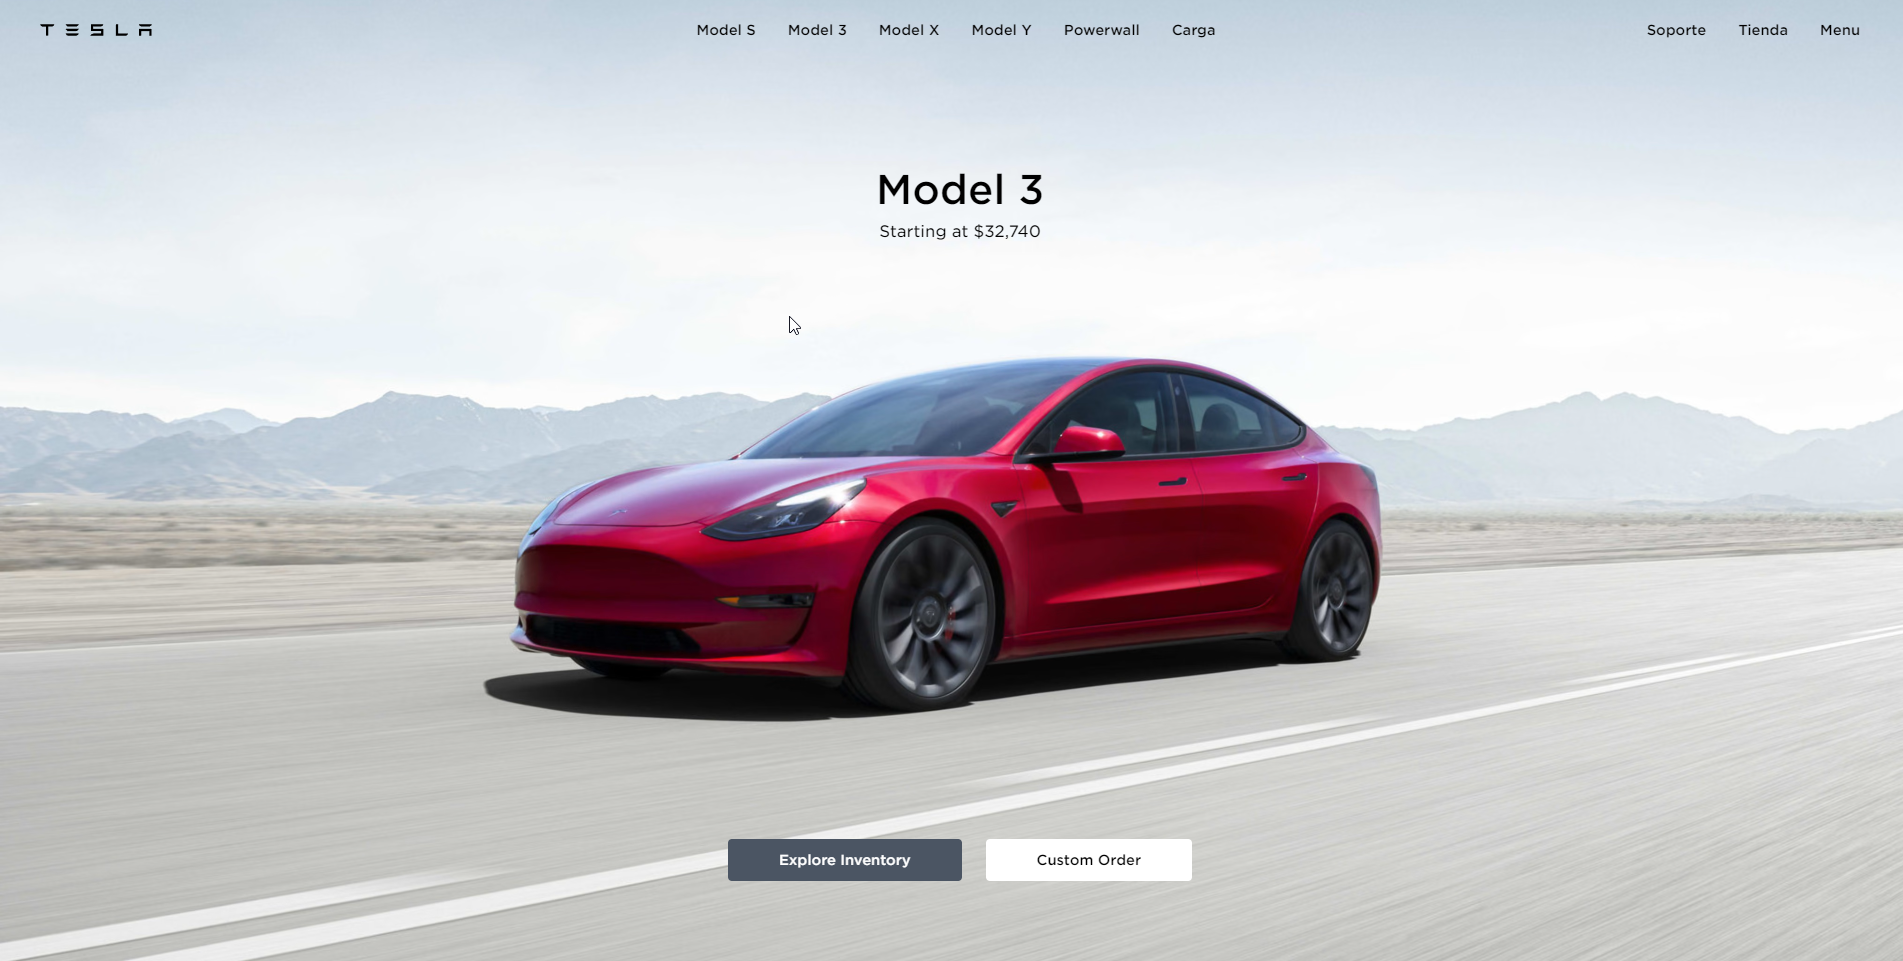 TESLA
Model S Model 3 Model X Model Y Powerwall Carga
Soporte Tienda Menu
Model 3
Starting at $32,740
Explore Inventory
Custom Order